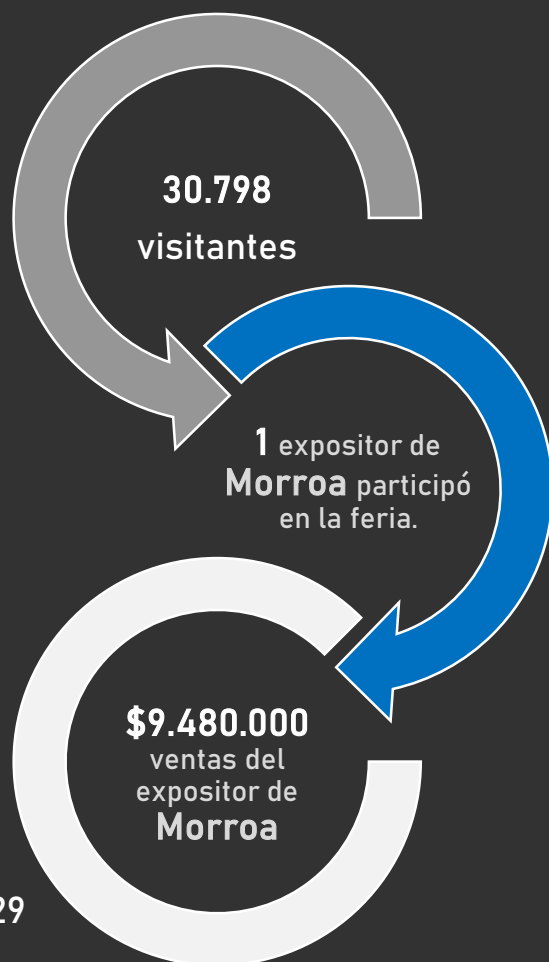 30.798
visitantes
1 expositor de
Morroa participó
en la feria.
$9.480.000
ventas del
expositor de
Morroa
29